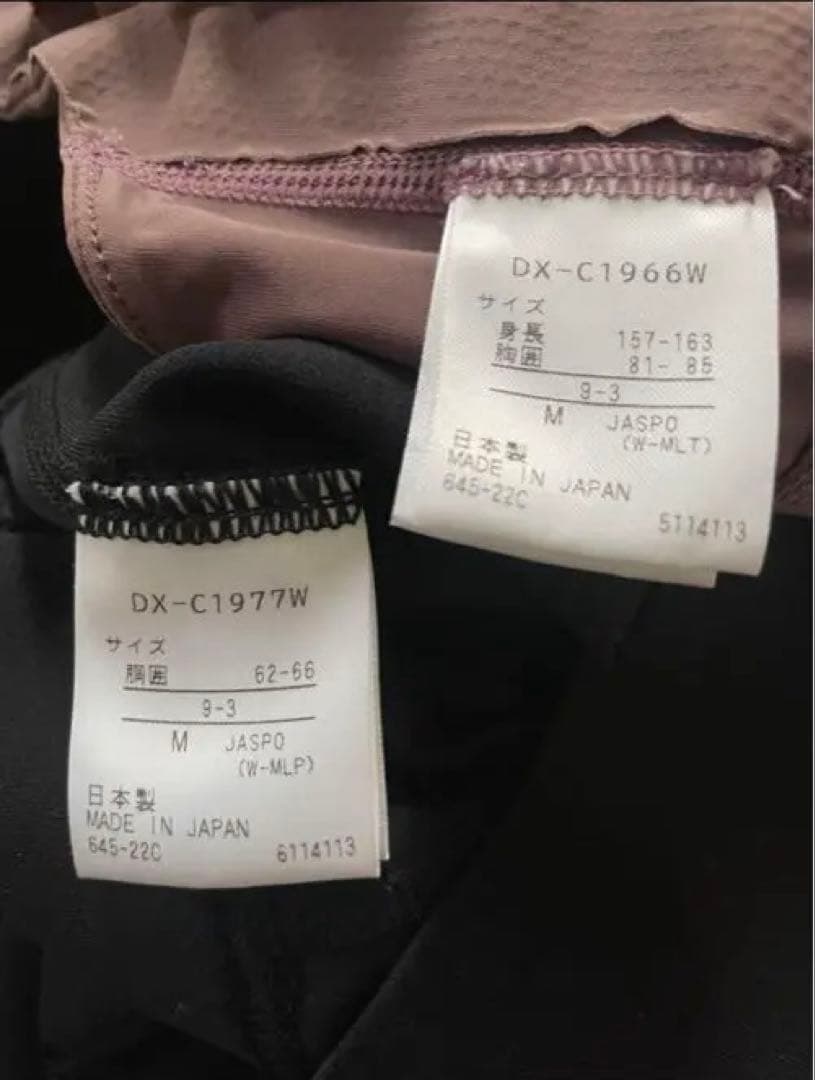 DX-C1966W
サイズ
身長 157-163
胸囲 81- 85
9-3
M JASPO
(W-MLT)
日本製
MADE IN JAPAN
645-22C 5114113
DX-C1977W
サイズ
胴囲 62-66
9-3
M JASPO
(W-MLP)
日本製
MADE IN JAPAN
645-22C 6114113